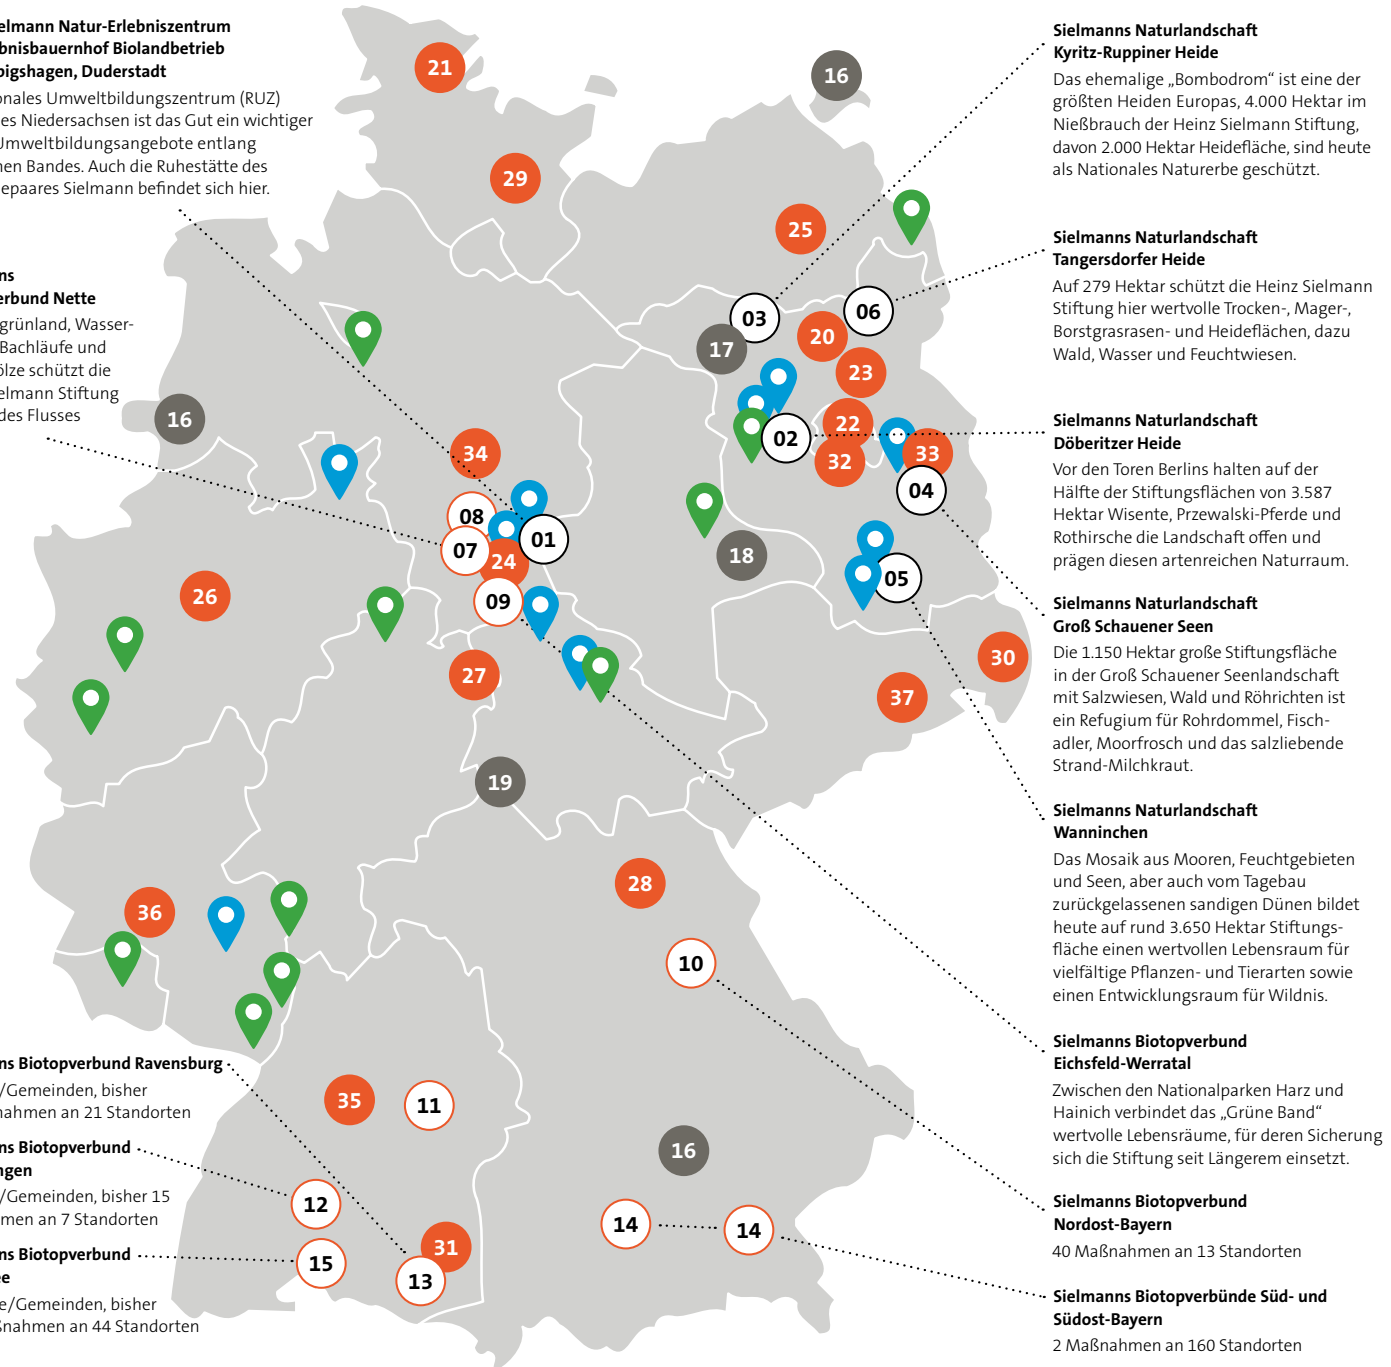 elmann Natur-Erlebniszentrum
bnisbauernhof Biolandbetrieb
bigshagen, Duderstadt
onales Umweltbildungszentrum (RUZ)
es Niedersachsen ist das Gut ein wichtiger
Umweltbildungsangebote entlang
nen Bandes. Auch die Ruhestätte des
epaares Sielmann befindet sich hier.
ns
erbund Nette
grünland, Wasser-
Bachläufe und
ölze schützt die
elmann Stiftung
des Flusses
ns Biotopverbund Ravensburg
/Gemeinden, bisher
nahmen an 21 Standorten
ns Biotopverbund
ngen
/Gemeinden, bisher 15
men an 7 Standorten
ns Biotopverbund
ee
e/Gemeinden, bisher
ßnahmen an 44 Standorten
21
16
29
25
03
06
17
20
23
16
22
02
32
33
34
04
08
07
01
24
18
05
26
09
27
30
37
19
28
36
10
35
11
16
12
14
14
31
15
13
Sielmanns Naturlandschaft
Kyritz-Ruppiner Heide
Das ehemalige „Bombodrom“ ist eine der
größten Heiden Europas, 4.000 Hektar im
Nießbrauch der Heinz Sielmann Stiftung,
davon 2.000 Hektar Heidefläche, sind heute
als Nationales Naturerbe geschützt.
Sielmanns Naturlandschaft
Tangersdorfer Heide
Auf 279 Hektar schützt die Heinz Sielmann
Stiftung hier wertvolle Trocken-, Mager-,
Borstgrasrasen- und Heideflächen, dazu
Wald, Wasser und Feuchtwiesen.
Sielmanns Naturlandschaft
Döberitzer Heide
Vor den Toren Berlins halten auf der
Hälfte der Stiftungsflächen von 3.587
Hektar Wisente, Przewalski-Pferde und
Rothirsche die Landschaft offen und
prägen diesen artenreichen Naturraum.
Sielmanns Naturlandschaft
Groß Schauener Seen
Die 1.150 Hektar große Stiftungsfläche
in der Groß Schauener Seenlandschaft
mit Salzwiesen, Wald und Röhrichten ist
ein Refugium für Rohrdommel, Fisch-
adler, Moorfrosch und das salzliebende
Strand-Milchkraut.
Sielmanns Naturlandschaft
Wanninchen
Das Mosaik aus Mooren, Feuchtgebieten
und Seen, aber auch vom Tagebau
zurückgelassenen sandigen Dünen bildet
heute auf rund 3.650 Hektar Stiftungs-
fläche einen wertvollen Lebensraum für
vielfältige Pflanzen- und Tierarten sowie
einen Entwicklungsraum für Wildnis.
Sielmanns Biotopverbund
Eichsfeld-Werratal
Zwischen den Nationalparken Harz und
Hainich verbindet das „Grüne Band“
wertvolle Lebensräume, für deren Sicherung
sich die Stiftung seit Längerem einsetzt.
Sielmanns Biotopverbund
Nordost-Bayern
40 Maßnahmen an 13 Standorten
Sielmanns Biotopverbünde Süd- und
Südost-Bayern
2 Maßnahmen an 160 Standorten